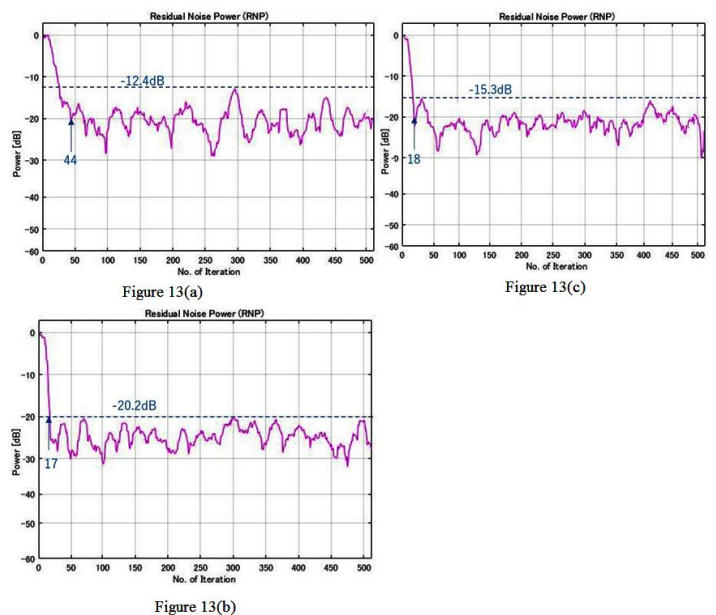 Residual Noise Power (RNP)
0
-10
-20
-30
-40
-50
-60
Power [dB]
-12.4dB
44
0 50 100 150 200 250 300 350 400 450 500
No. of Iteration
Figure 13(a)
Residual Noise Power (RNP)
0
-10
-20
-30
-40
-50
-60
Power [dB]
-15.3dB
18
0 50 100 150 200 250 300 350 400 450 500
No. of Iteration
Figure 13(c)
Residual Noise Power (RNP)
0
-10
-20
-30
-40
-50
-60
Power [dB]
-20.2dB
17
0 50 100 150 200 250 300 350 400 450 500
No. of Iteration
Figure 13(b)